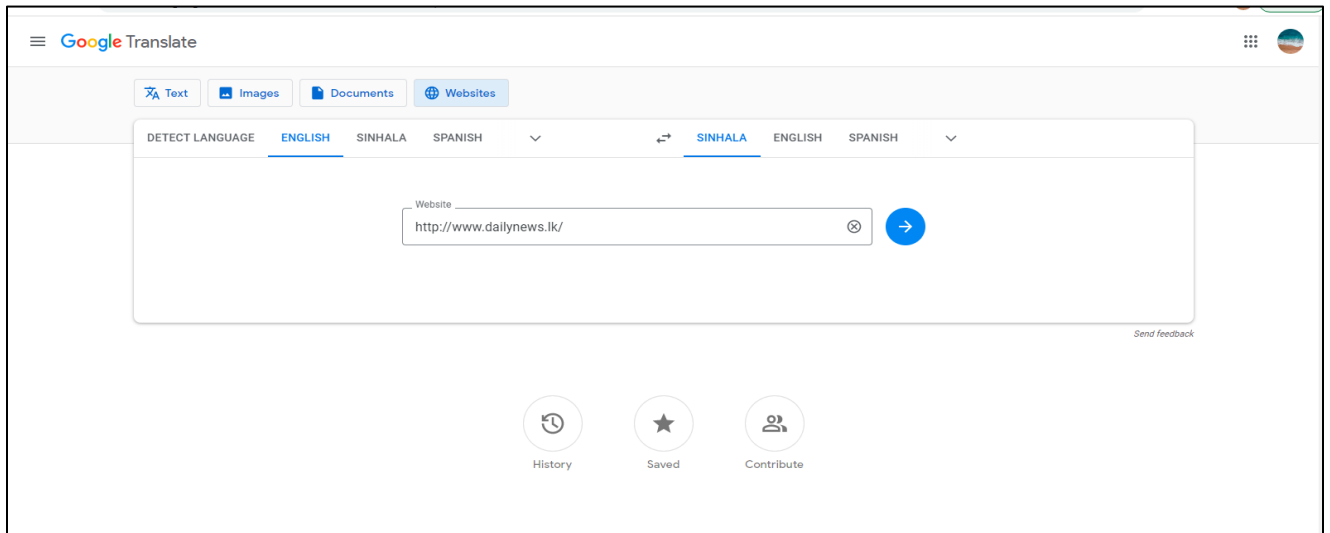 Google Translate
Text Images Documents Websites
DETECT LANGUAGE ENGLISH SINHALA SPANISH SINHALA ENGLISH SPANISH
Website
http://www.dailynews.lk/
Send feedback
History Saved Contribute